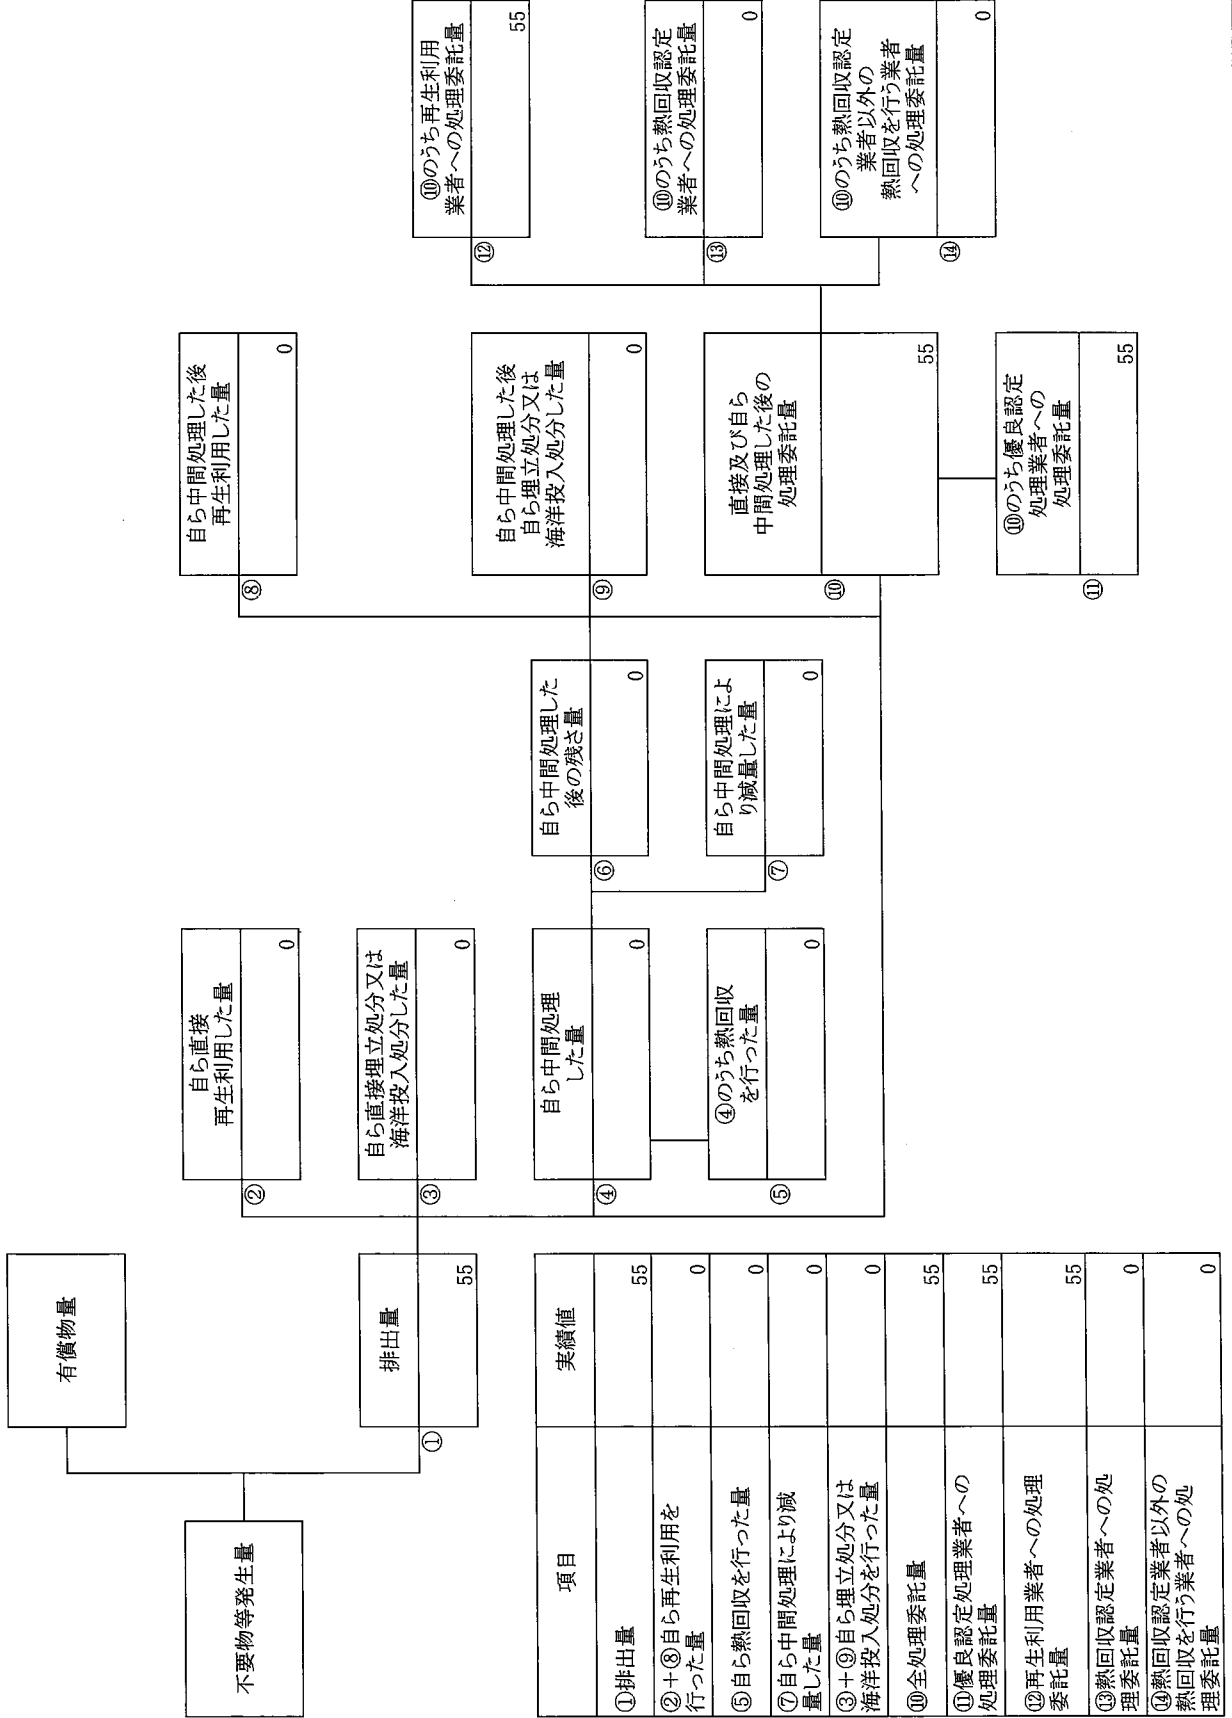 不要物等発生量
有償物量
①
排出量
55
②
自ら直接
再生利用した量
0
③
自ら直接埋立処分又は
海洋投入処分した量
0
④
自ら中間処理
した量
0
⑤
④のうち熱回収
を行った量
0
⑥
自ら中間処理した
後の残さ量
0
⑦
自ら中間処理によ
り減量した量
0
⑧
自ら中間処理した後
再生利用した量
0
⑨
自ら中間処理した後
自ら埋立処分又は
海洋投入処分した量
0
⑩
直接及び自ら
中間処理した後の
処理委託量
55
⑪
⑩のうち優良認定
処理業者への
処理委託量
55
⑫
⑩のうち再生利用
業者への処理委託量
55
⑬
⑩のうち熱回収認定
業者への処理委託量
0
⑭
⑩のうち熱回収認定
業者以外の
熱回収を行う業者
への処理委託量
0
項目 実績値
①排出量 55
②+⑧自ら再生利用を
行った量 0
⑤自ら熱回収を行った量 0
⑦自ら中間処理により減
量した量 0
③+⑨自ら埋立処分又は
海洋投入処分を行った量 0
⑩全処理委託量 55
⑪優良認定処理業者への
処理委託量 55
⑫再生利用業者への処理
委託量 55
⑬熱回収認定業者への処
理委託量 0
⑭熱回収認定業者以外の
熱回収を行う業者への処
理委託量 0